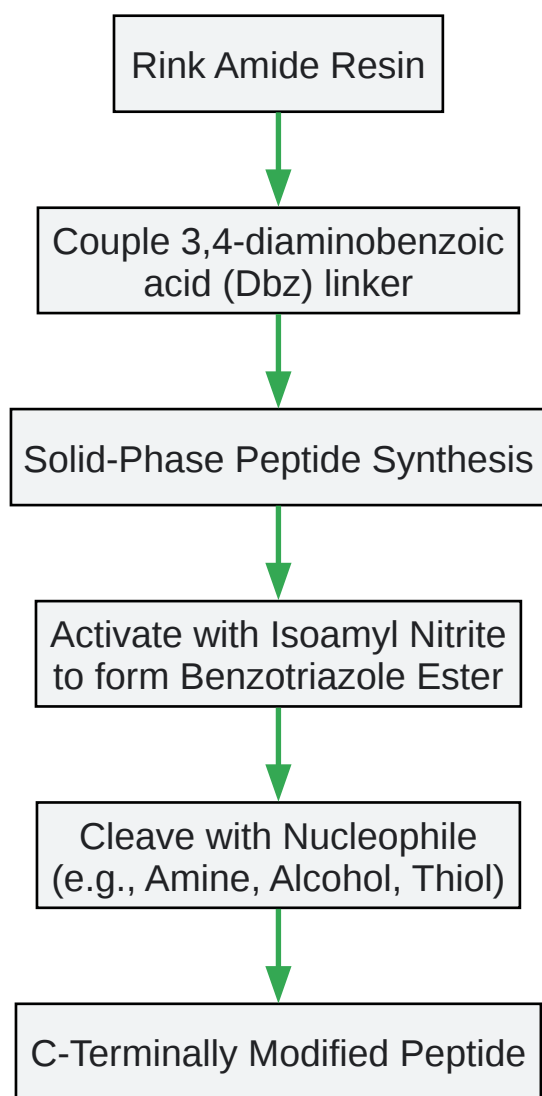 Rink Amide Resin
Couple 3,4-diaminobenzoic
acid (Dbz) linker
Solid-Phase Peptide Synthesis
Activate with Isoamyl Nitrite
to form Benzotriazole Ester
Cleave with Nucleophile
(e.g., Amine, Alcohol, Thiol)
C-Terminally Modified Peptide